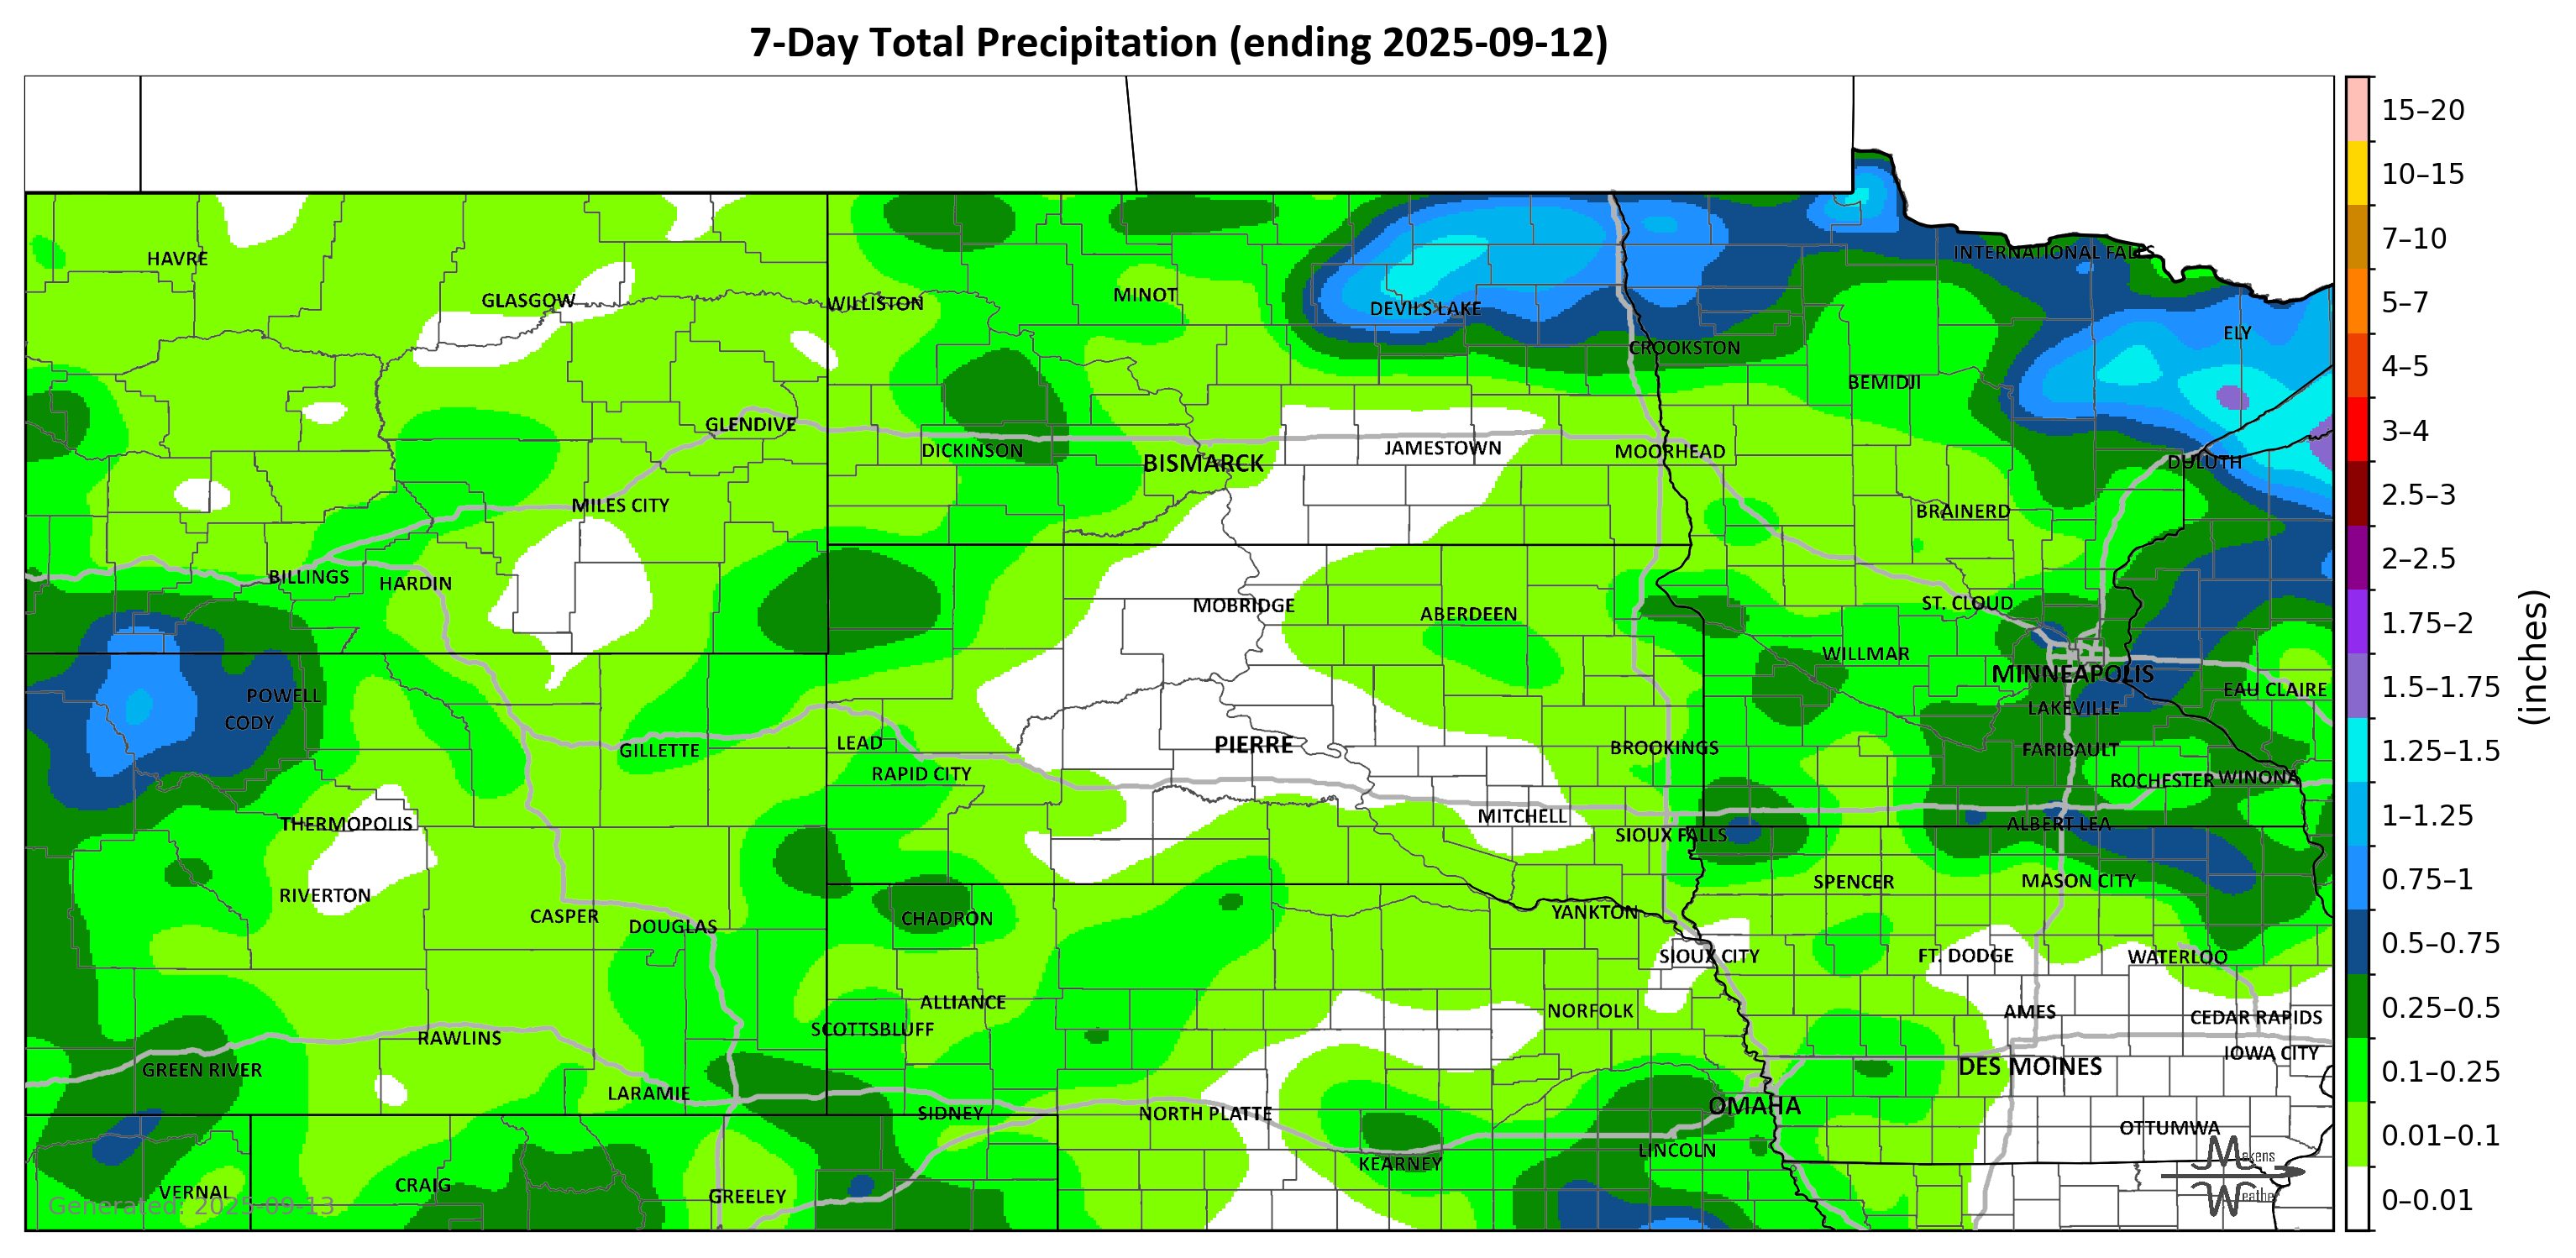 7-Day Total Precipitation (ending 2025-09-12)
15–20
10–15
7–10
5–7
4–5
3–4
2.5–3
2–2.5
1.75–2
1.5–1.75
1.25–1.5
1–1.25
0.75–1
0.5–0.75
0.25–0.5
0.1–0.25
0.01–0.1
0–0.01
(inches)
INTERNATIONAL FALLS
HAVRE
GLASGOW
WILLISTON
MINOT
DEVILS LAKE
ELY
CROOKSTON
BEMIDJI
GLENDIVE
DICKINSON
BISMARCK
JAMESTOWN
MOORHEAD
DULUTH
MILES CITY
BRAINERD
BILLINGS
HARDIN
MOBRIDGE
ABERDEEN
ST. CLOUD
WILLMAR
MINNEAPOLIS
POWELL
EAU CLAIRE
CODY
LAKEVILLE
GILLETTE
LEAD
PIERRE
BROOKINGS
FARIBAULT
RAPID CITY
ROCHESTER
WINONA
THERMOPOLIS
MITCHELL
SIOUX FALLS
ALBERT LEA
RIVERTON
SPENCER
MASON CITY
CASPER
DOUGLAS
CHADRON
YANKTON
SIOUX CITY
FT. DODGE
WATERLOO
ALLIANCE
NORFOLK
AMES
CEDAR RAPIDS
SCOTTSBLUFF
RAWLINS
IOWA CITY
GREEN RIVER
DES MOINES
LARAMIE
SIDNEY
NORTH PLATTE
OMAHA
OTTUMWA
LINCOLN
KEARNEY
VERNAL
CRAIG
GREELEY
Generated: 2025-09-13
Makens
Weather